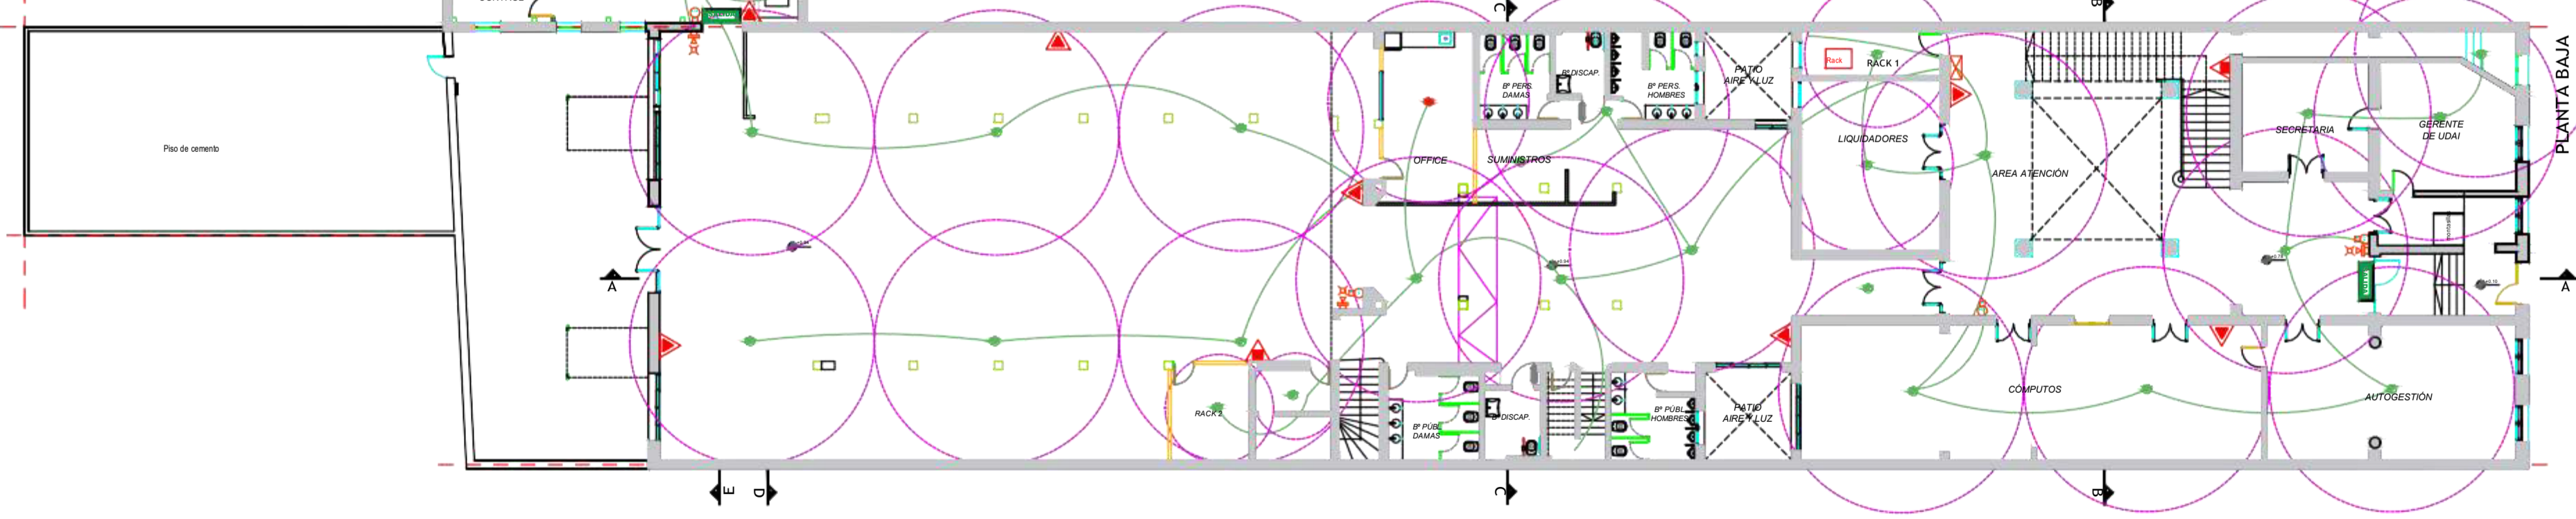 C
B
PLANTA BAJA
Piso de cemento
Bº PERS.
DAMAS
Bº DISCAP.
Bº PERS.
HOMBRES
PATIO
AIRE Y LUZ
Rack
RACK 1
LIQUIDADORES
OFFICE
SUMINISTROS
AREA ATENCIÓN
SECRETARIA
GERENTE
DE UDAI
A
A
RACK 2
Bº PÚBL.
DAMAS
Bº DISCAP.
Bº PÚBL.
HOMBRES
PATIO
AIRE Y LUZ
CÓMPUTOS
AUTOGESTIÓN
E
D
C
B